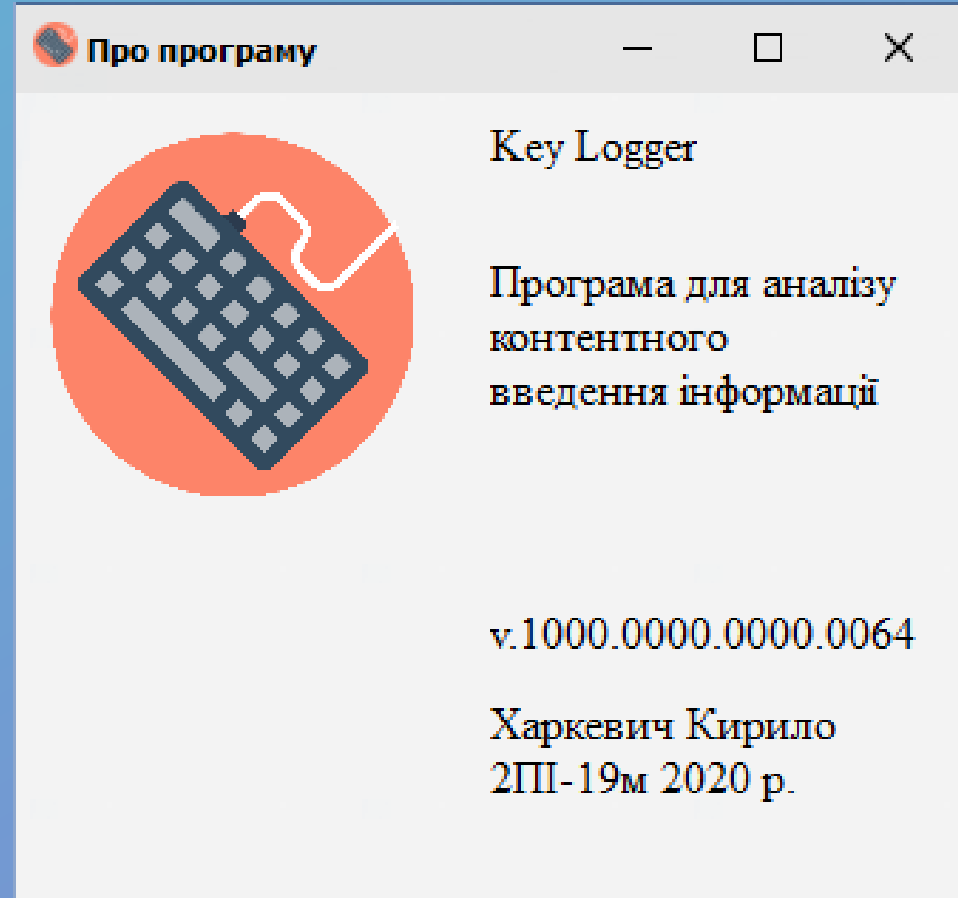 Про програму
Key Logger
Програма для аналізу
контентного
введення інформації
v.1000.0000.0000.0064
Харкевич Кирило
2ПІ-19м 2020 р.